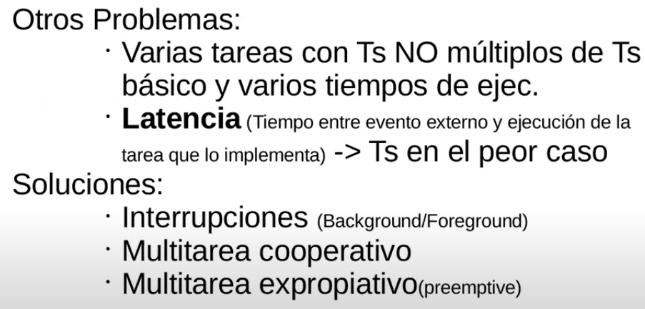 Otros Problemas:
· Varias tareas con Ts NO múltiplos de Ts
básico y varios tiempos de ejec.
· Latencia (Tiempo entre evento externo y ejecución de la
tarea que lo implementa) -> Ts en el peor caso
Soluciones:
· Interrupciones (Background/Foreground)
· Multitarea cooperativo
· Multitarea expropiativo(preemptive)